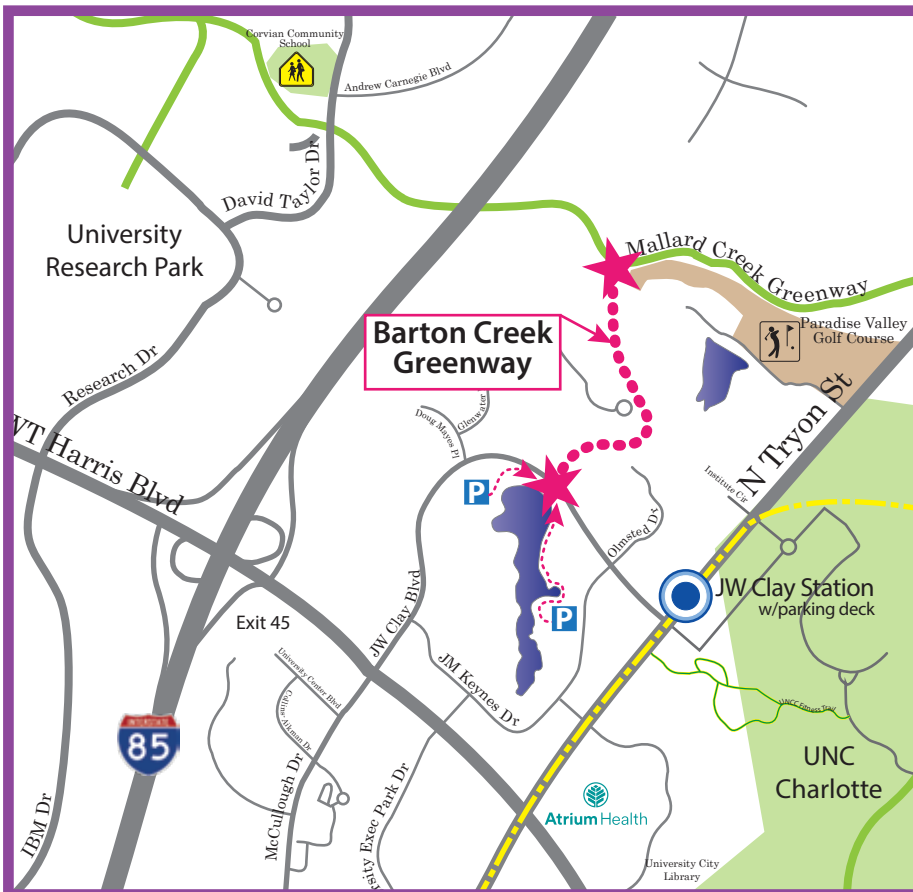 Corvian Community
School
Andrew Carnegie Blvd
David Taylor Dr
University
Research Park
Mallard Creek Greenway
Barton Creek
Greenway
Paradise Valley
Golf Course
Research Dr
Glenwater
Doug Mayes Pl
N Tryon St
WT Harris Blvd
Institute Cir
P
Olmsted Dr
JW Clay Station
w/parking deck
P
Exit 45
JW Clay Blvd
JM Keynes Dr
University Center Blvd
Collins Aikman Dr
UNCC Fitness Trail
INTERSTATE
85
UNC
Charlotte
McCullough Dr
IBM Dr
rsity Exec Park Dr
Atrium Health
University City
Library